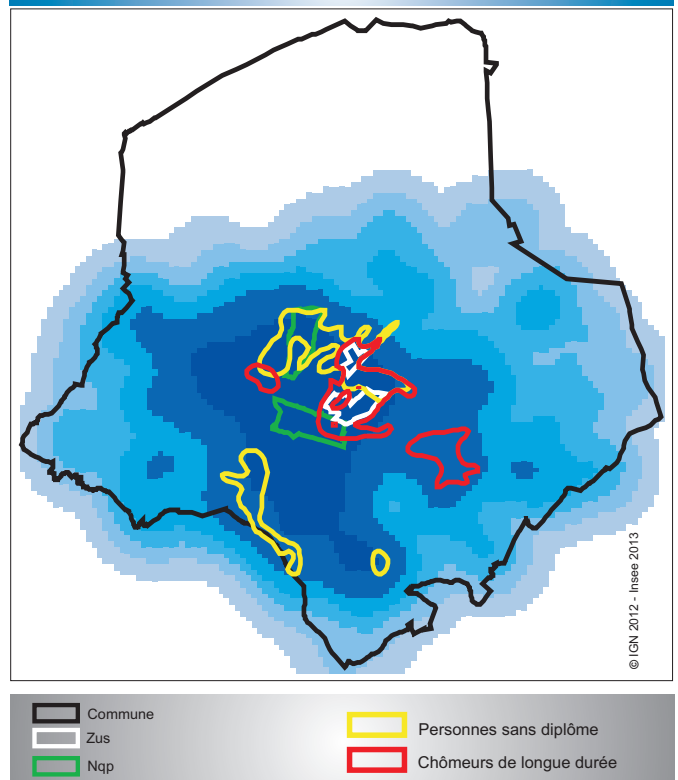 © IGN 2012 - Insee 2013
Commune
Zus
Nqp
Personnes sans diplôme
Chômeurs de longue durée